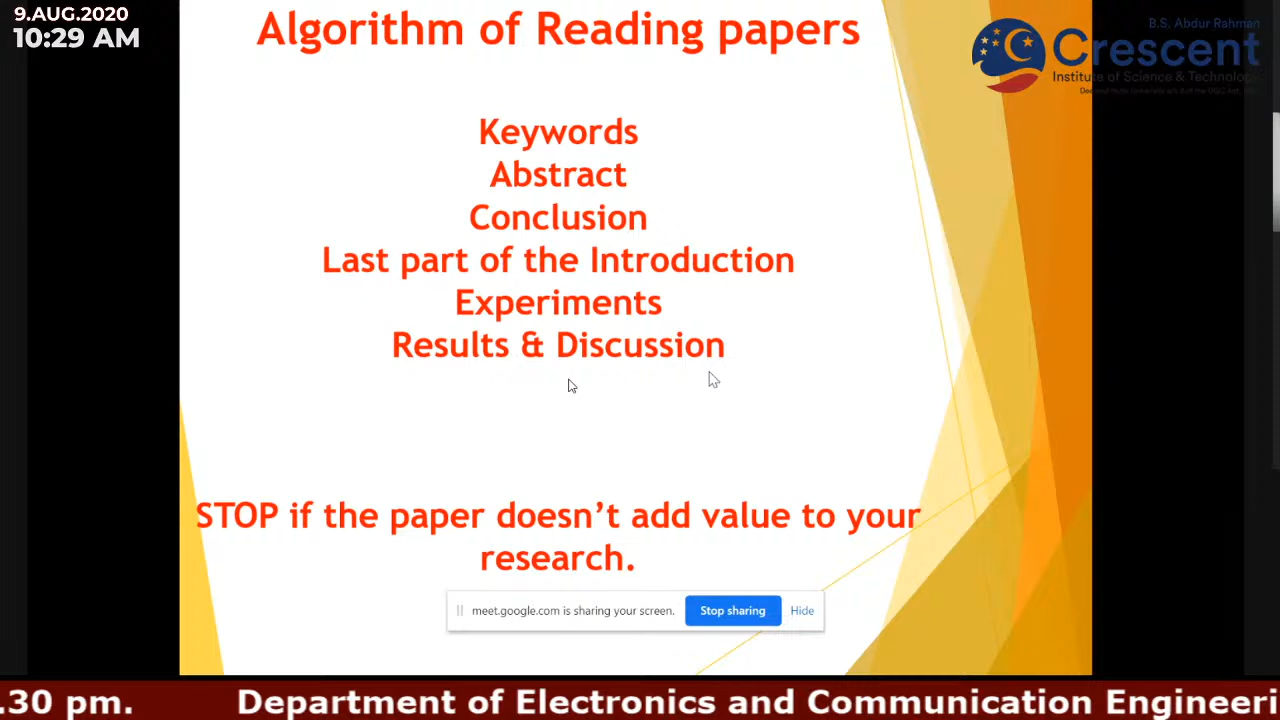 9.AUG.2020
10:29 AM
Algorithm of Reading papers
B.S. Abdur Rahman
Crescent
Institute of Science & Technology
Keywords
Abstract
Conclusion
Last part of the Introduction
Experiments
Results & Discussion
STOP if the paper doesn't add value to your
research.
meet.google.com is sharing your screen. Stop sharing Hide
.30 pm. Department of Electronics and Communication Engineeri